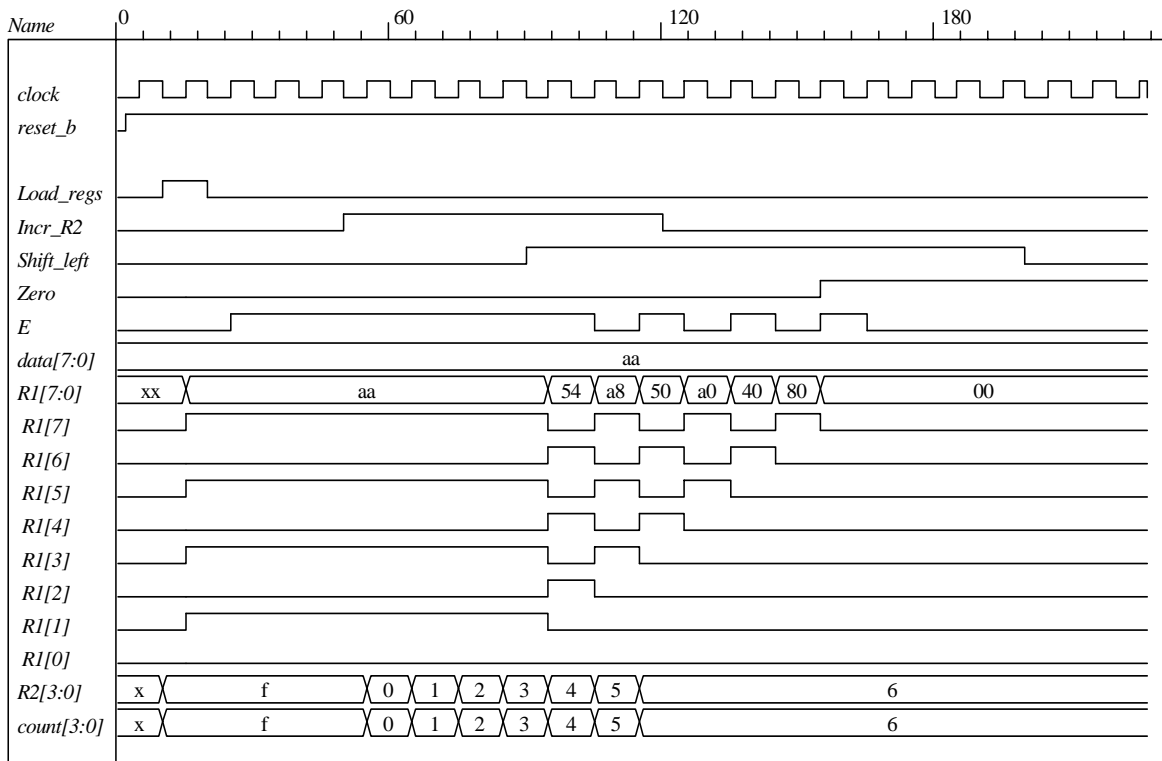 Name 0 60 120 180
clock
reset_b
Load_regs
Incr_R2
Shift_left
Zero
E
data[7:0] aa
R1[7:0] xx aa 54 a8 50 a0 40 80 00
R1[7]
R1[6]
R1[5]
R1[4]
R1[3]
R1[2]
R1[1]
R1[0]
R2[3:0] x f 0 1 2 3 4 5 6
count[3:0] x f 0 1 2 3 4 5 6